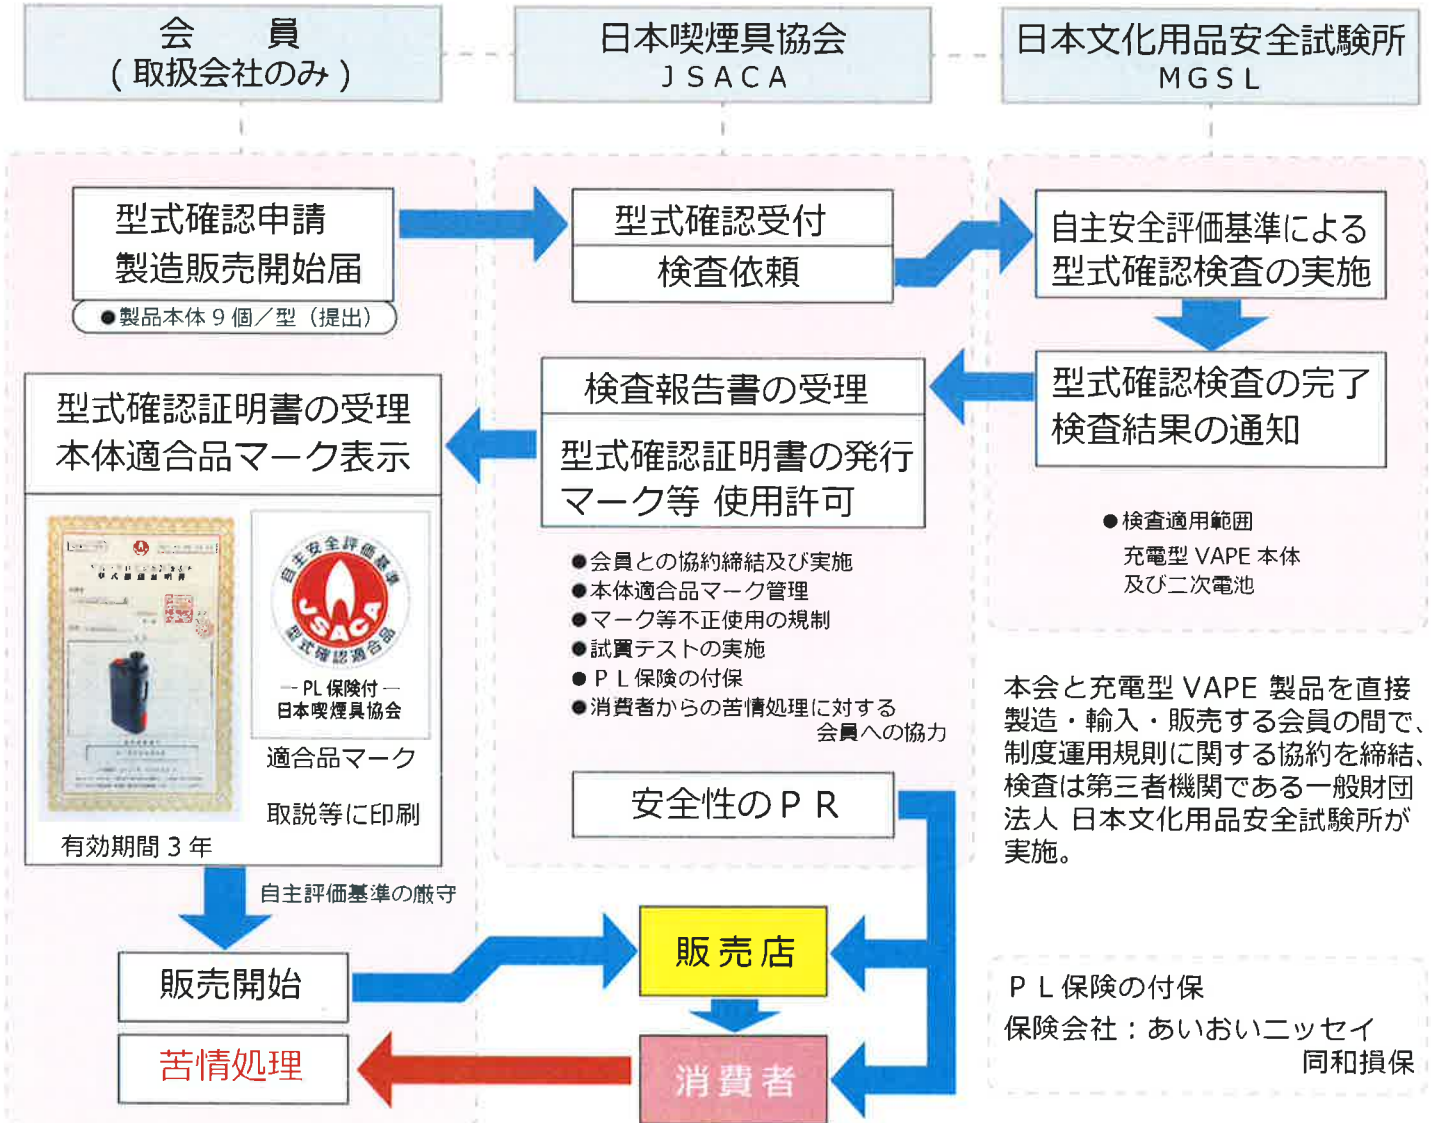 会　員
(取扱会社のみ)
日本喫煙具協会
JSACA
日本文化用品安全試験所
MGSL
型式確認申請
製造販売開始届
●製品本体9個／型（提出）
型式確認受付
検査依頼
自主安全評価基準による
型式確認検査の実施
型式確認検査の完了
検査結果の通知
●検査適用範囲
充電型 VAPE 本体
及び二次電池
検査報告書の受理
型式確認証明書の発行
マーク等 使用許可
●会員との協約締結及び実施
●本体適合品マーク管理
●マーク等不正使用の規制
●試買テストの実施
●ＰＬ保険の付保
●消費者からの苦情処理に対する
会員への協力
型式確認証明書の受理
本体適合品マーク表示
自主安全評価基準
JSACA
型式確認適合品
― PL保険付 ―
日本喫煙具協会
適合品マーク
取説等に印刷
有効期間3年
自主評価基準の厳守
安全性のＰＲ
本会と充電型 VAPE 製品を直接
製造・輸入・販売する会員の間で、
制度運用規則に関する協約を締結、
検査は第三者機関である一般財団
法人 日本文化用品安全試験所が
実施。
販売開始
苦情処理
販売店
消費者
ＰＬ保険の付保
保険会社：あいおいニッセイ
同和損保